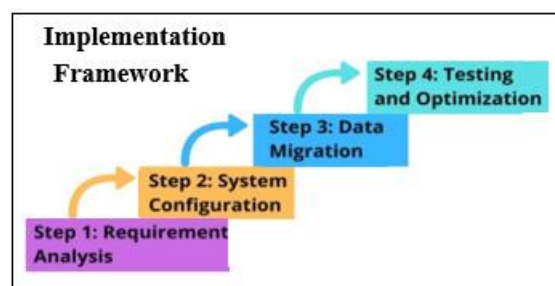 Implementation
Framework
Step 4: Testing
and Optimization
Step 3: Data
Migration
Step 2: System
Configuration
Step 1: Requirement
Analysis